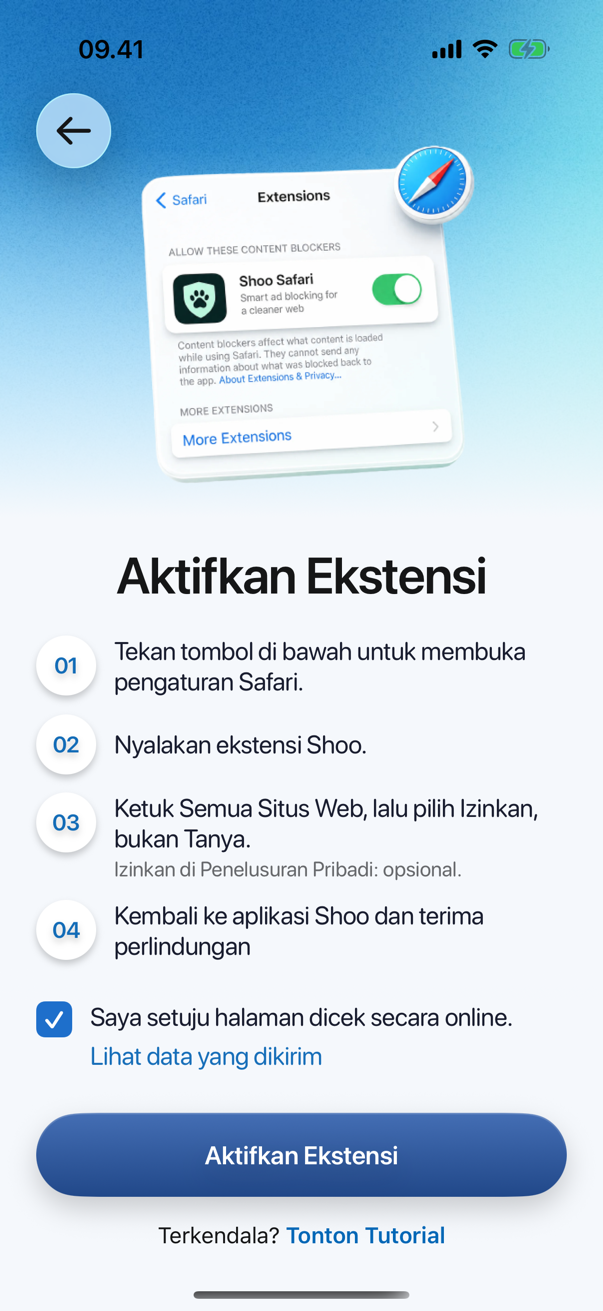 09.41
Safari
Extensions
ALLOW THESE CONTENT BLOCKERS
Shoo Safari
Smart ad blocking for
a cleaner web
Content blockers affect what content is loaded
while using Safari. They cannot send any
information about what was blocked back to
the app. About Extensions & Privacy...
MORE EXTENSIONS
More Extensions
Aktifkan Ekstensi
01
Tekan tombol di bawah untuk membuka
pengaturan Safari.
02
Nyalakan ekstensi Shoo.
03
Ketuk Semua Situs Web, lalu pilih Izinkan,
bukan Tanya.
Izinkan di Penelusuran Pribadi: opsional.
04
Kembali ke aplikasi Shoo dan terima
perlindungan
Saya setuju halaman dicek secara online.
Lihat data yang dikirim
Aktifkan Ekstensi
Terkendala? Tonton Tutorial